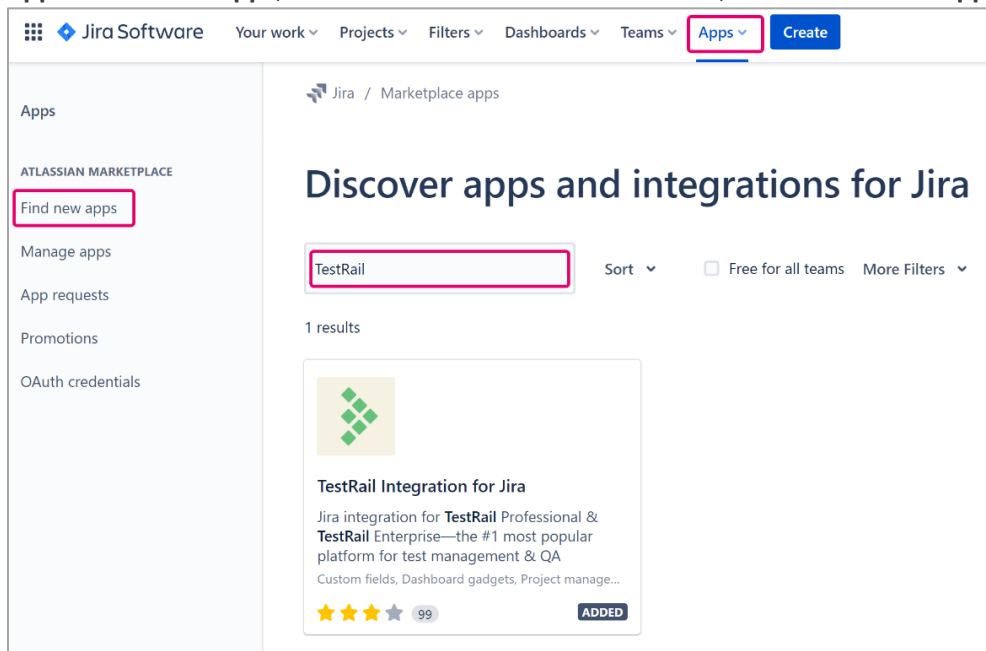 Jira Software Your work Projects Filters Dashboards Teams Apps Create
Apps
ATLASSIAN MARKETPLACE
Find new apps
Manage apps
App requests
Promotions
OAuth credentials
Jira / Marketplace apps
Discover apps and integrations for Jira
TestRail Sort Free for all teams More Filters
1 results
TestRail Integration for Jira
Jira integration for TestRail Professional &
TestRail Enterprise—the #1 most popular
platform for test management & QA
Custom fields, Dashboard gadgets, Project manage...
99 ADDED